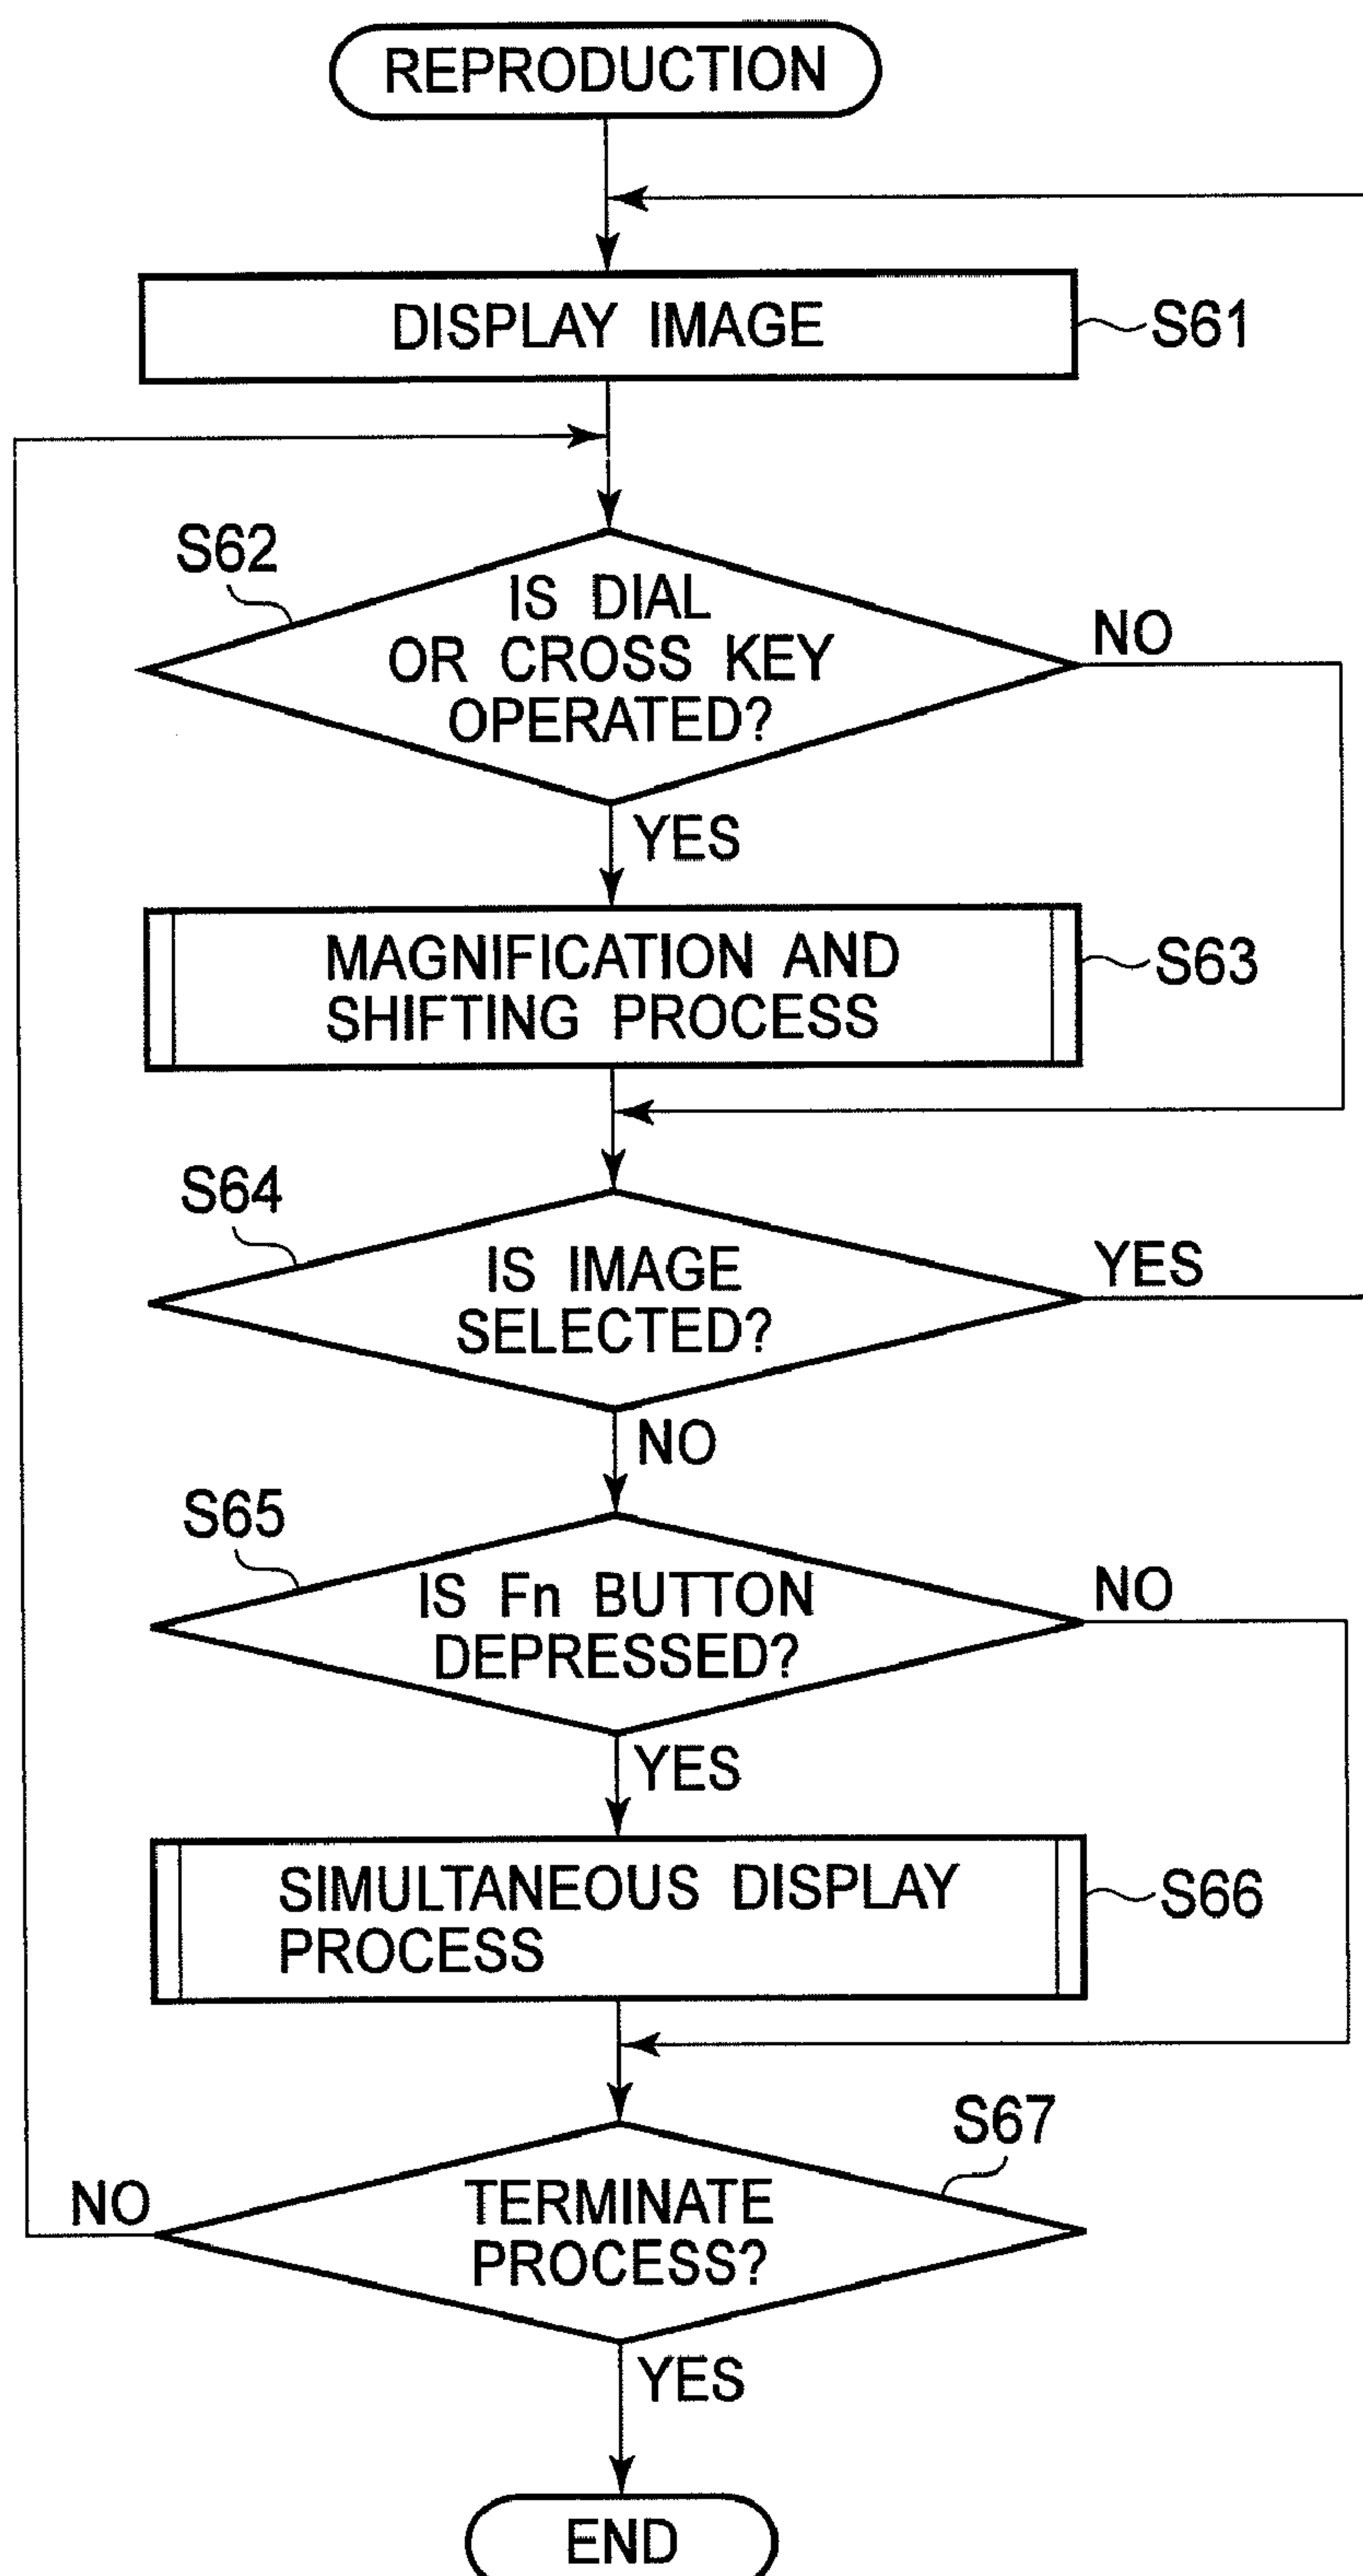 REPRODUCTION
DISPLAY IMAGE
S61
S62
IS DIAL
OR CROSS KEY
OPERATED?
NO
YES
MAGNIFICATION AND
SHIFTING PROCESS
S63
S64
IS IMAGE
SELECTED?
YES
NO
S65
IS Fn BUTTON
DEPRESSED?
NO
YES
SIMULTANEOUS DISPLAY
PROCESS
S66
S67
TERMINATE
PROCESS?
NO
YES
END